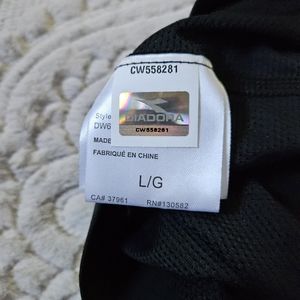 CW558281
Style
DIADORA
DW6
CW558281
MADE
FABRIQUÉ EN CHINE
L/G
CA# 37961 RN#130582